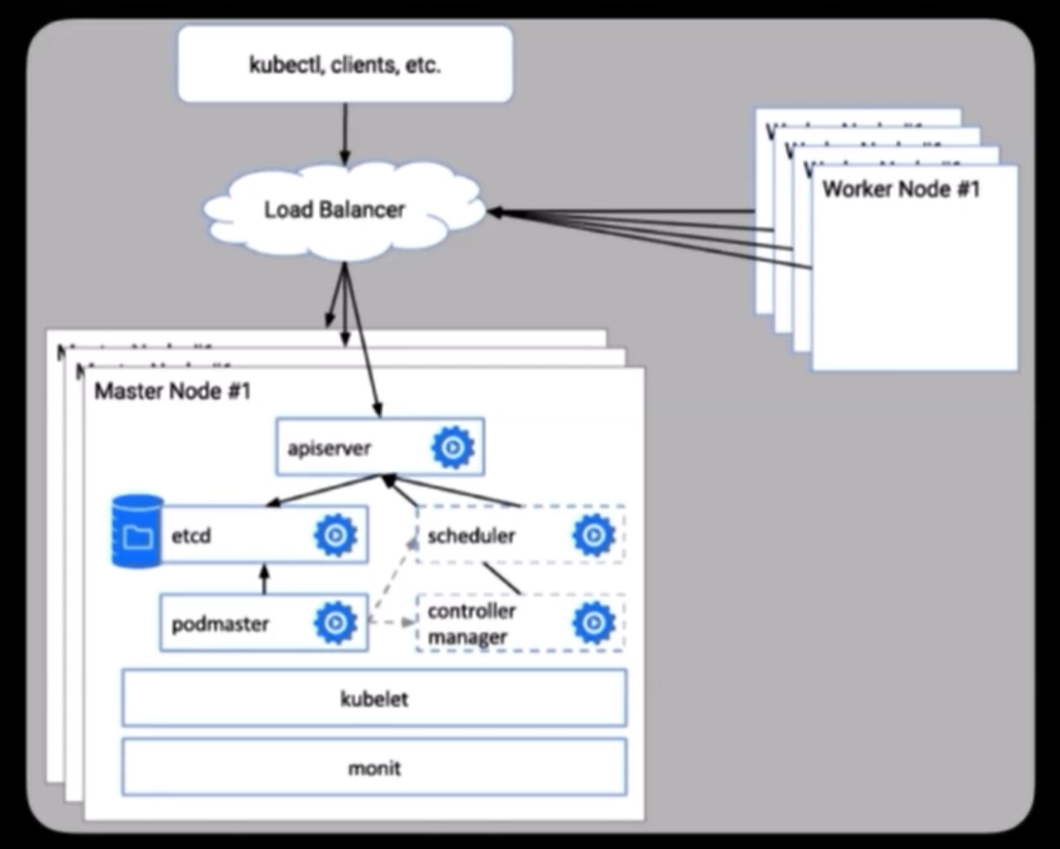 kubectl, clients, etc.
Load Balancer
Worker Node #1
Master Node #1
apiserver
etcd
scheduler
podmaster
controller
manager
kubelet
monit